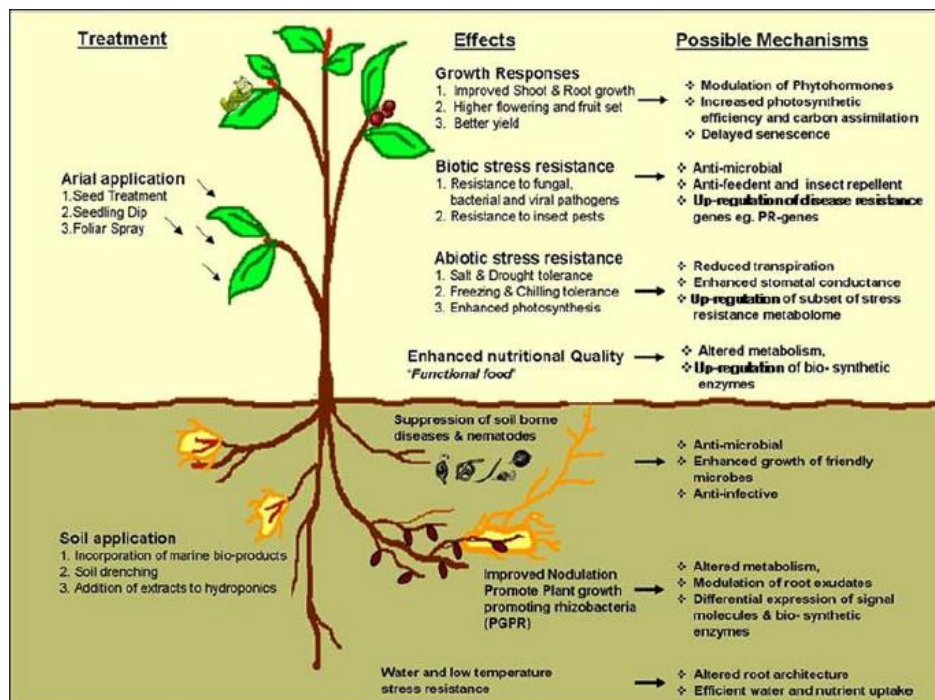 Treatment
Effects
Possible Mechanisms
Growth Responses
1. Improved Shoot & Root growth
2. Higher flowering and fruit set
3. Better yield
❖ Modulation of Phytohormones
❖ Increased photosynthetic
efficiency and carbon assimilation
❖ Delayed senescence
Arial application
1.Seed Treatment
2.Seedling Dip
3.Foliar Spray
Biotic stress resistance
1. Resistance to fungal,
bacterial and viral pathogens
2. Resistance to insect pests
❖ Anti-microbial
❖ Anti-feedent and insect repellent
❖ Up-regulation of disease resistance
genes eg. PR-genes
Abiotic stress resistance
1. Salt & Drought tolerance
2. Freezing & Chilling tolerance
3. Enhanced photosynthesis
❖ Reduced transpiration
❖ Enhanced stomatal conductance
❖ Up-regulation of subset of stress
resistance metabolome
Enhanced nutritional Quality
"Functional food"
❖ Altered metabolism,
❖ Up-regulation of bio- synthetic
enzymes
Suppression of soil borne
diseases & nematodes
❖ Anti-microbial
❖ Enhanced growth of friendly
microbes
❖ Anti-infective
Soil application
1. Incorporation of marine bio-products
2. Soil drenching
3. Addition of extracts to hydroponics
Improved Nodulation
Promote Plant growth
promoting rhizobacteria
(PGPR)
❖ Altered metabolism,
❖ Modulation of root exudates
❖ Differential expression of signal
molecules & bio- synthetic
enzymes
Water and low temperature
stress resistance
❖ Altered root architecture
❖ Efficient water and nutrient uptake